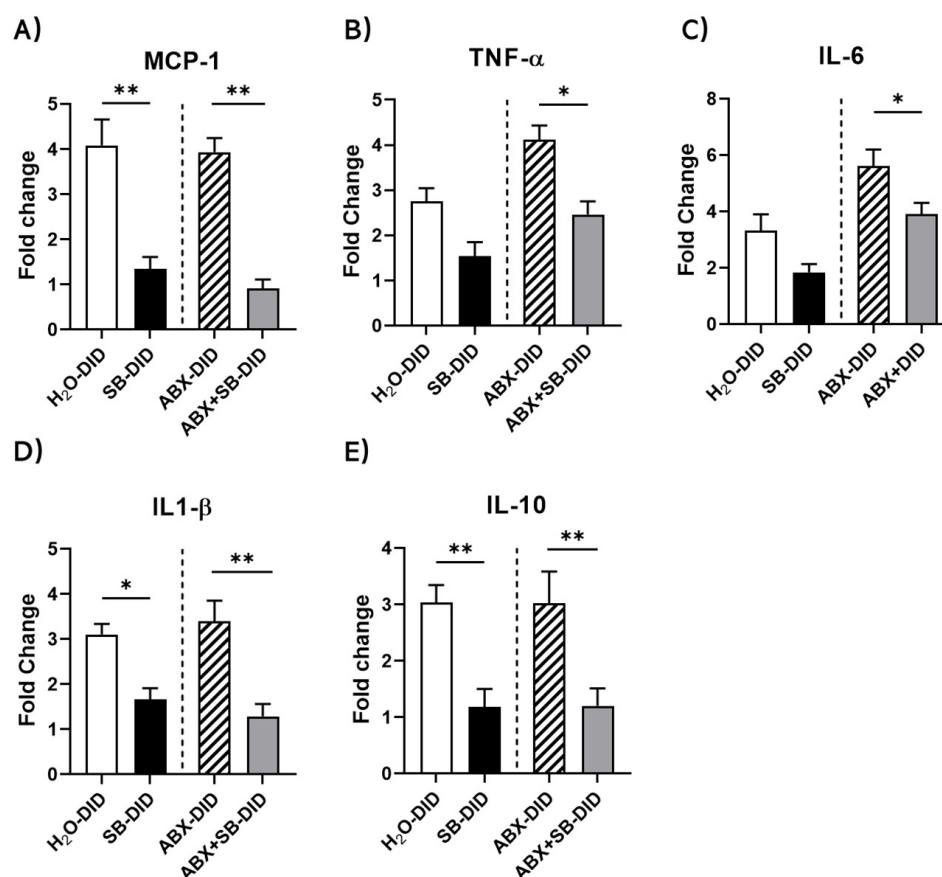 A)
MCP-1
**
**
Fold change
5
4
3
2
1
0
H₂O-DID
SB-DID
ABX-DID
ABX+SB-DID
B)
TNF-α
*
Fold Change
5
4
3
2
1
0
H₂O-DID
SB-DID
ABX-DID
ABX+SB-DID
C)
IL-6
*
Fold Change
8
6
4
2
0
H₂O-DID
SB-DID
ABX-DID
ABX+DID
D)
IL1-β
*
**
Fold Change
5
4
3
2
1
0
H₂O-DID
SB-DID
ABX-DID
ABX+SB-DID
E)
IL-10
**
**
Fold Change
4
3
2
1
0
H₂O-DID
SB-DID
ABX-DID
ABX+SB-DID